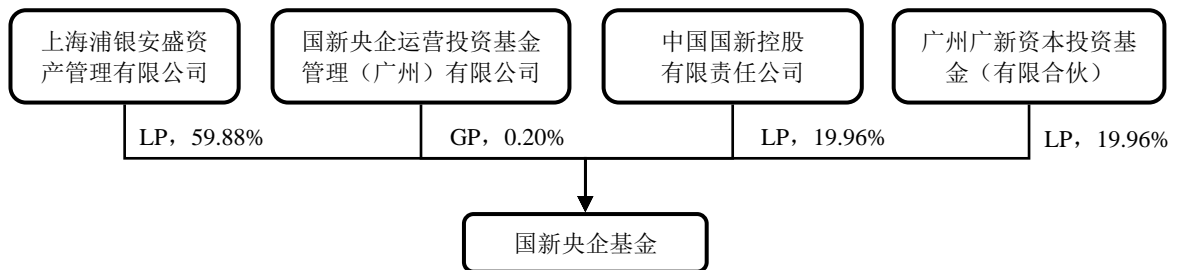 上海浦银安盛资
产管理有限公司
国新央企运营投资基金
管理（广州）有限公司
中国国新控股
有限责任公司
广州广新资本投资基
金（有限合伙）
LP，59.88%
GP，0.20%
LP，19.96%
LP，19.96%
国新央企基金